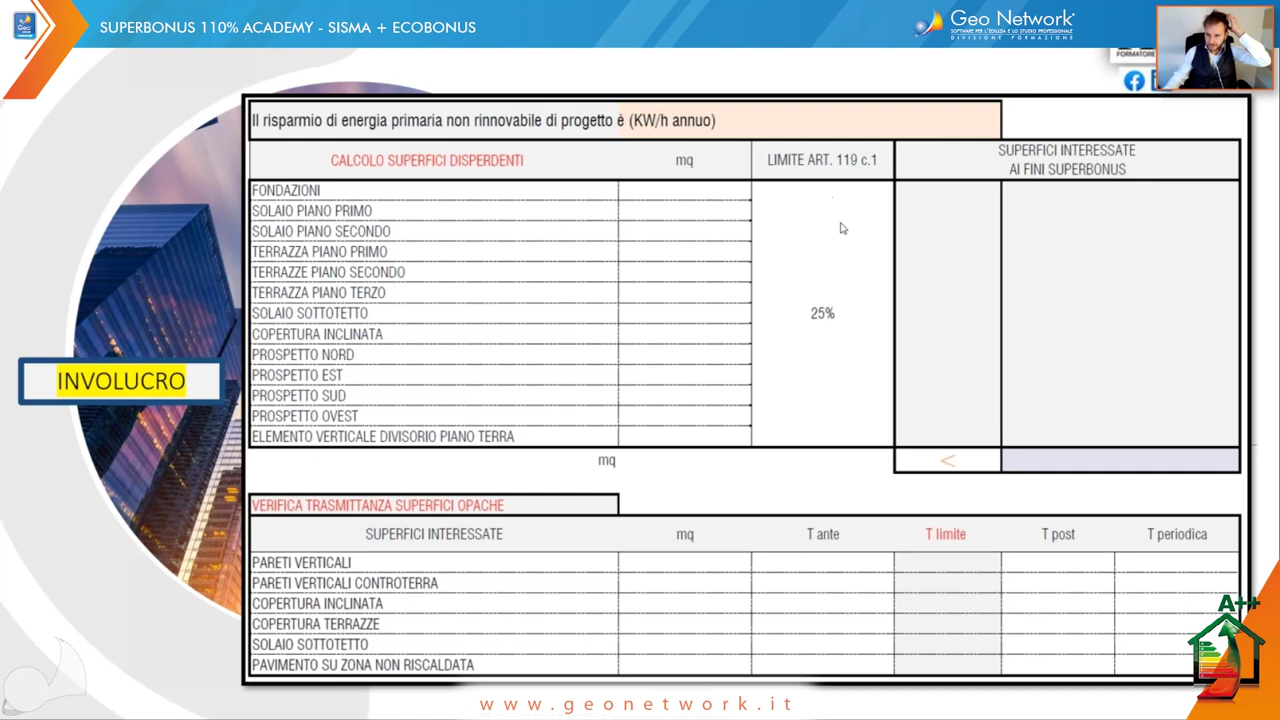 SUPERBONUS 110% ACADEMY - SISMA + ECOBONUS
Geo Network
SOFTWARE PER L'EDILIZIA E LO STUDIO PROFESSIONALE
DIVISIONE FORMAZIONE
FORMATORE
Geo
Il risparmio di energia primaria non rinnovabile di progetto è (KW/h annuo)
CALCOLO SUPERFICI DISPERDENTI mq LIMITE ART. 119 c.1 SUPERFICI INTERESSATE
AI FINI SUPERBONUS
FONDAZIONI
SOLAIO PIANO PRIMO
SOLAIO PIANO SECONDO
TERRAZZA PIANO PRIMO
TERRAZZE PIANO SECONDO
TERRAZZA PIANO TERZO
SOLAIO SOTTOTETTO 25%
COPERTURA INCLINATA
PROSPETTO NORD
PROSPETTO EST
PROSPETTO SUD
PROSPETTO OVEST
ELEMENTO VERTICALE DIVISORIO PIANO TERRA
mq <
INVOLUCRO
VERIFICA TRASMITTANZA SUPERFICI OPACHE
SUPERFICI INTERESSATE mq T ante T limite T post T periodica
PARETI VERTICALI
PARETI VERTICALI CONTROTERRA
COPERTURA INCLINATA
COPERTURA TERRAZZE
SOLAIO SOTTOTETTO
PAVIMENTO SU ZONA NON RISCALDATA
A++
www.geonetwork.it